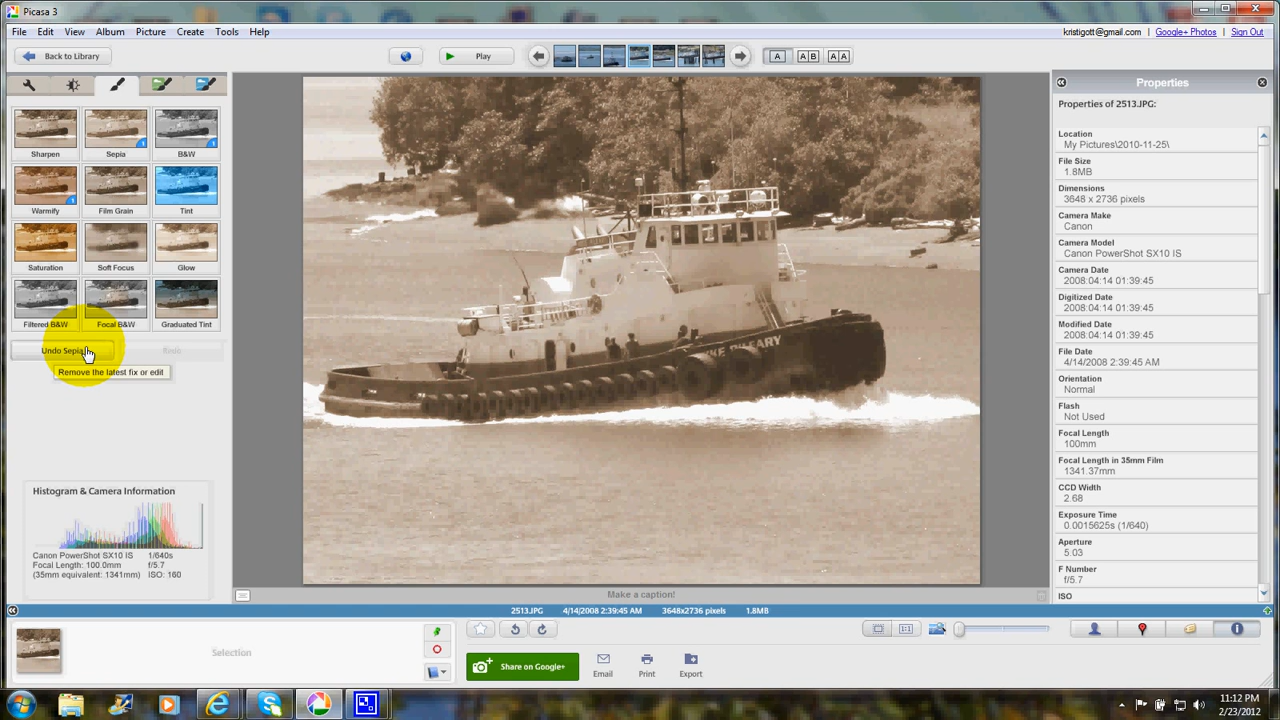 Picasa 3
File Edit View Album Picture Create Tools Help
kristigott@gmail.com | Google+ Photos | Sign Out
Back to Library
Play
A AB AA
Sharpen Sepia B&W
Warmify Film Grain Tint
Saturation Soft Focus Glow
Filtered B&W Focal B&W Graduated Tint
Undo Sepia
Remove the latest fix or edit
Histogram & Camera Information
Canon PowerShot SX10 IS 1/640s
Focal Length: 100.0mm f/5.7
(35mm equivalent: 1341mm) ISO: 160
Properties
Properties of 2513.JPG:
Location
My Pictures\2010-11-25\
File Size
1.8MB
Dimensions
3648 x 2736 pixels
Camera Make
Canon
Camera Model
Canon PowerShot SX10 IS
Camera Date
2008:04:14 01:39:45
Digitized Date
2008:04:14 01:39:45
Modified Date
2008:04:14 01:39:45
File Date
4/14/2008 2:39:45 AM
Orientation
Normal
Flash
Not Used
Focal Length
100mm
Focal Length in 35mm Film
1341.37mm
CCD Width
2.68
Exposure Time
0.0015625s (1/640)
Aperture
5.03
F Number
f/5.7
ISO
Make a caption!
2513.JPG 4/14/2008 2:39:45 AM 3648x2736 pixels 1.8MB
Selection
1:1
Share on Google+
Email Print Export
11:12 PM
2/23/2012